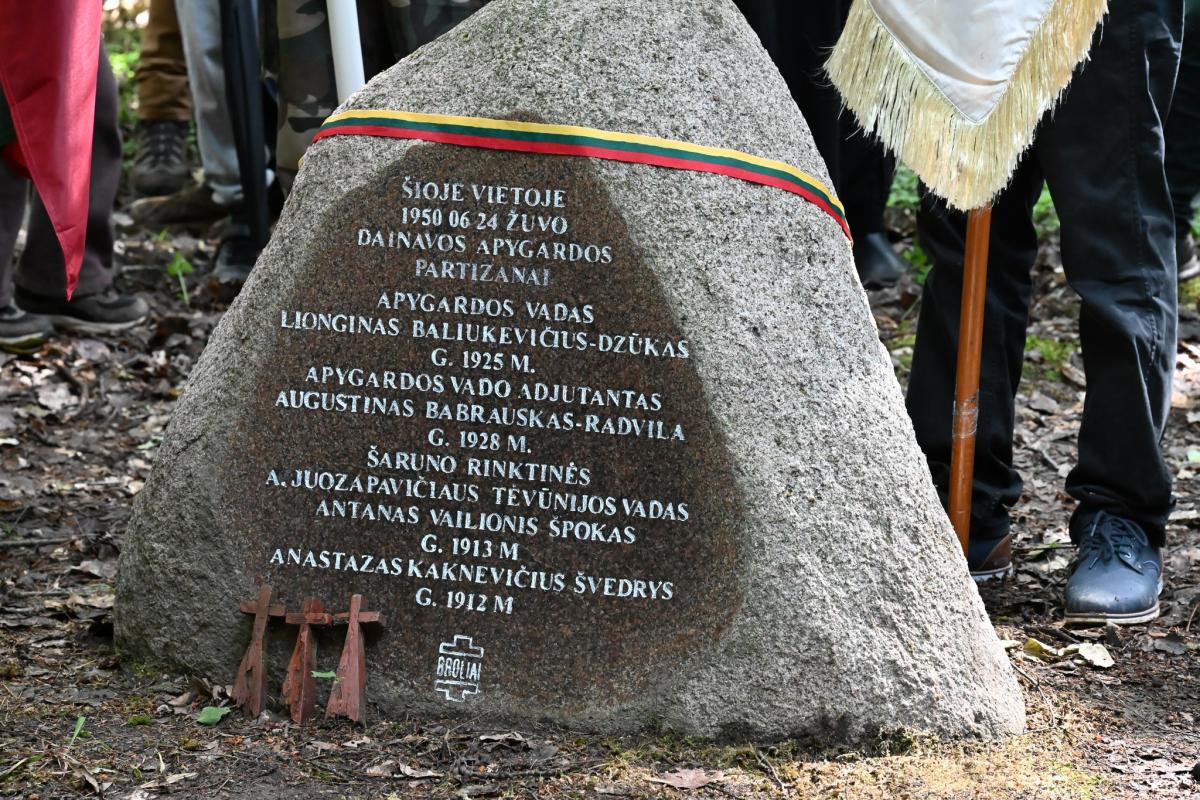 ŠIOJE VIETOJE
1950 06 24 ŽUVO
DAINAVOS APYGARDOS
PARTIZANAI
APYGARDOS VADAS
LIONGINAS BALIUKEVIČIUS-DZŪKAS
G. 1925 M.
APYGARDOS VADO ADJUTANTAS
AUGUSTINAS BABRAUSKAS-RADVILA
G. 1928 M.
ŠARUNO RINKTINĖS
A. JUOZAPAVIČIAUS TĖVŪNIJOS VADAS
ANTANAS VAILIONIS ŠPOKAS
G. 1913 M
ANASTAZAS KAKNEVIČIUS ŠVEDRYS
G. 1912 M
BROLIAI